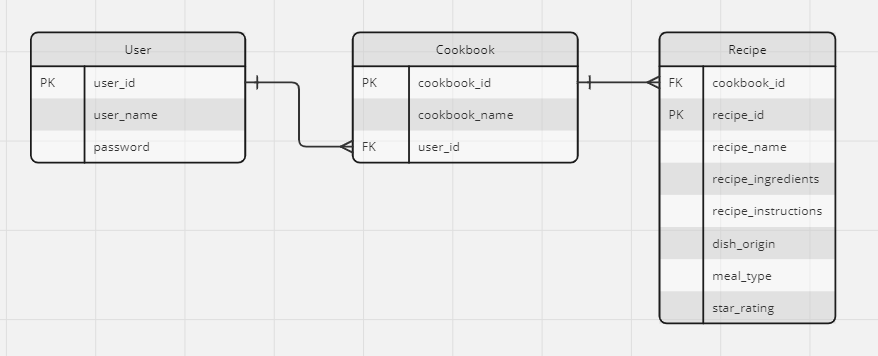 User
PK user_id
user_name
password
Cookbook
PK cookbook_id
cookbook_name
FK user_id
Recipe
FK cookbook_id
PK recipe_id
recipe_name
recipe_ingredients
recipe_instructions
dish_origin
meal_type
star_rating